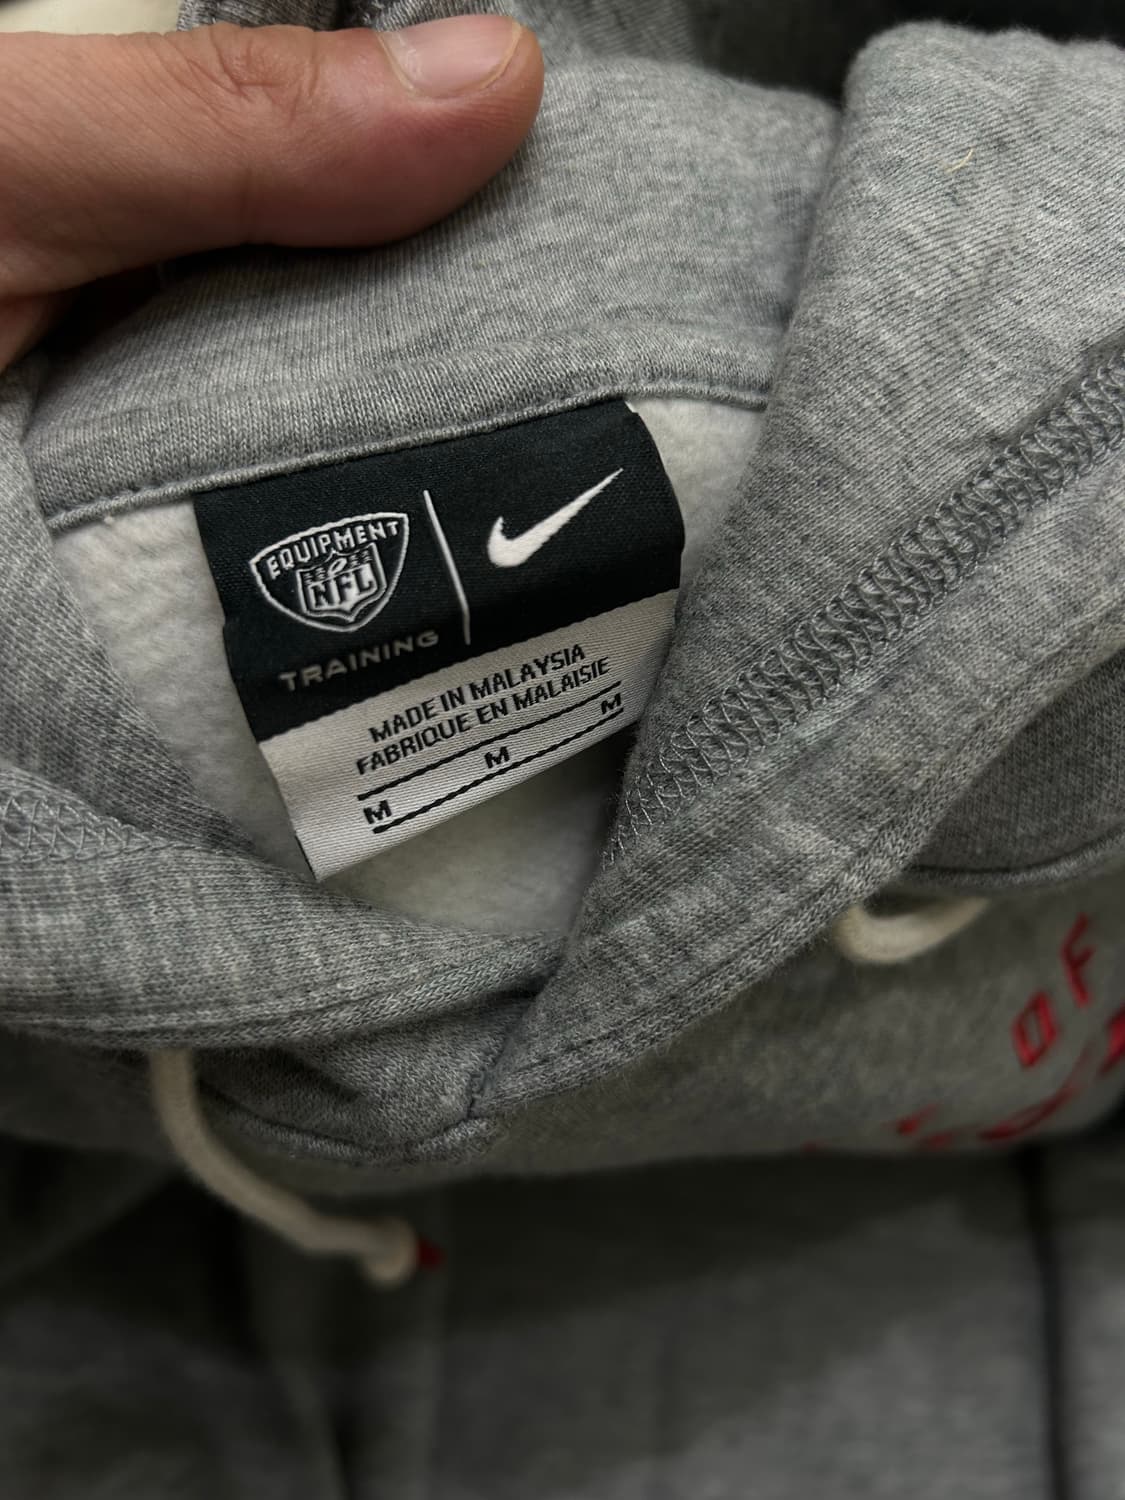 EQUIPMENT
NFL
TRAINING
MADE IN MALAYSIA
FABRIQUE EN MALAISIE
M M M
OF